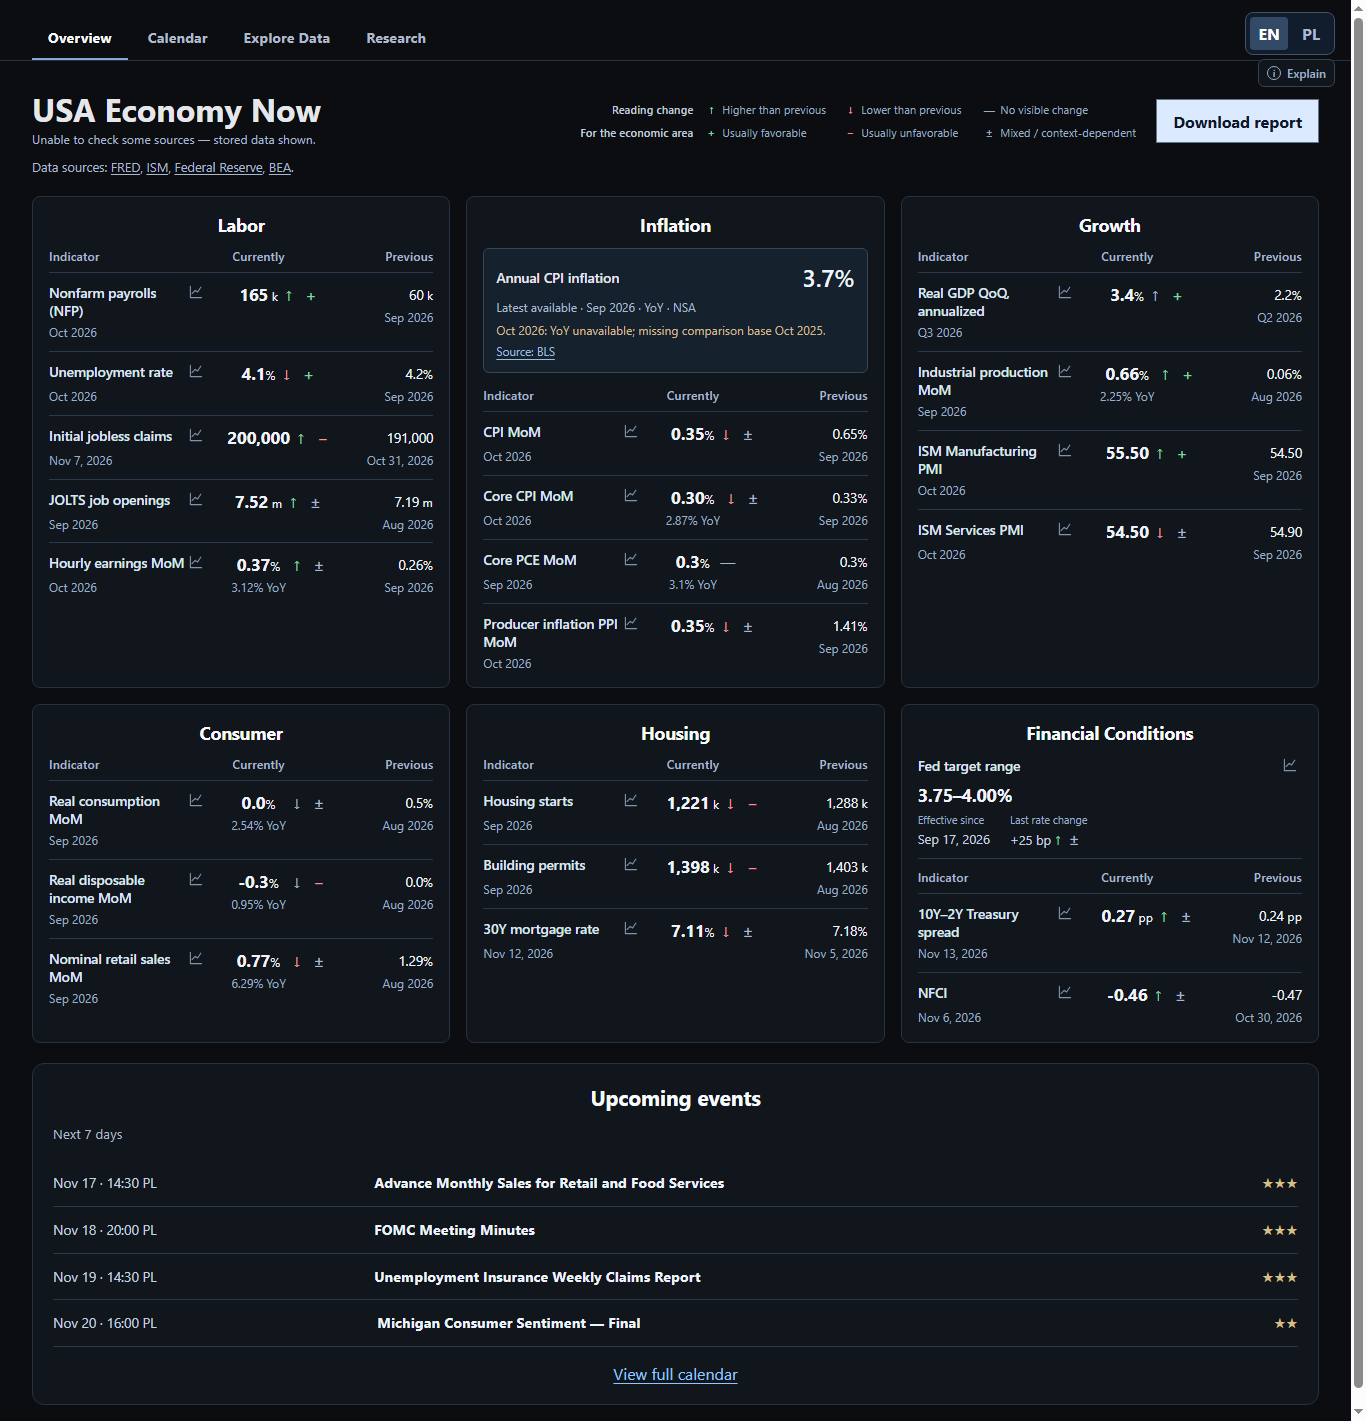 Overview Calendar Explore Data Research EN PL
Explain
USA Economy Now
Unable to check some sources — stored data shown.
Data sources: FRED, ISM, Federal Reserve, BEA.
Reading change ↑ Higher than previous ↓ Lower than previous — No visible change
For the economic area + Usually favorable − Usually unfavorable ± Mixed / context-dependent
Download report
Labor
Indicator Currently Previous
Nonfarm payrolls (NFP) 165 k ↑ + 60 k
Oct 2026 Sep 2026
Unemployment rate 4.1% ↓ + 4.2%
Oct 2026 Sep 2026
Initial jobless claims 200,000 ↑ − 191,000
Nov 7, 2026 Oct 31, 2026
JOLTS job openings 7.52 m ↑ ± 7.19 m
Sep 2026 Aug 2026
Hourly earnings MoM 0.37% ↑ ± 0.26%
Oct 2026 3.12% YoY Sep 2026
Inflation
Annual CPI inflation 3.7%
Latest available · Sep 2026 · YoY · NSA
Oct 2026: YoY unavailable; missing comparison base Oct 2025.
Source: BLS
Indicator Currently Previous
CPI MoM 0.35% ↓ ± 0.65%
Oct 2026 Sep 2026
Core CPI MoM 0.30% ↓ ± 0.33%
Oct 2026 2.87% YoY Sep 2026
Core PCE MoM 0.3% — 0.3%
Sep 2026 3.1% YoY Aug 2026
Producer inflation PPI MoM 0.35% ↓ ± 1.41%
Oct 2026 Sep 2026
Growth
Indicator Currently Previous
Real GDP QoQ, annualized 3.4% ↑ + 2.2%
Q3 2026 Q2 2026
Industrial production MoM 0.66% ↑ + 0.06%
Sep 2026 2.25% YoY Aug 2026
ISM Manufacturing PMI 55.50 ↑ + 54.50
Oct 2026 Sep 2026
ISM Services PMI 54.50 ↓ ± 54.90
Oct 2026 Sep 2026
Consumer
Indicator Currently Previous
Real consumption MoM 0.0% ↓ ± 0.5%
Sep 2026 2.54% YoY Aug 2026
Real disposable income MoM -0.3% ↓ − 0.0%
Sep 2026 0.95% YoY Aug 2026
Nominal retail sales MoM 0.77% ↓ ± 1.29%
Sep 2026 6.29% YoY Aug 2026
Housing
Indicator Currently Previous
Housing starts 1,221 k ↓ − 1,288 k
Sep 2026 Aug 2026
Building permits 1,398 k ↓ − 1,403 k
Sep 2026 Aug 2026
30Y mortgage rate 7.11% ↓ ± 7.18%
Nov 12, 2026 Nov 5, 2026
Financial Conditions
Fed target range
3.75–4.00%
Effective since Last rate change
Sep 17, 2026 +25 bp ↑ ±
Indicator Currently Previous
10Y–2Y Treasury spread 0.27 pp ↑ ± 0.24 pp
Nov 13, 2026 Nov 12, 2026
NFCI -0.46 ↑ ± -0.47
Nov 6, 2026 Oct 30, 2026
Upcoming events
Next 7 days
Nov 17 · 14:30 PL Advance Monthly Sales for Retail and Food Services ★★★
Nov 18 · 20:00 PL FOMC Meeting Minutes ★★★
Nov 19 · 14:30 PL Unemployment Insurance Weekly Claims Report ★★★
Nov 20 · 16:00 PL Michigan Consumer Sentiment — Final ★★
View full calendar